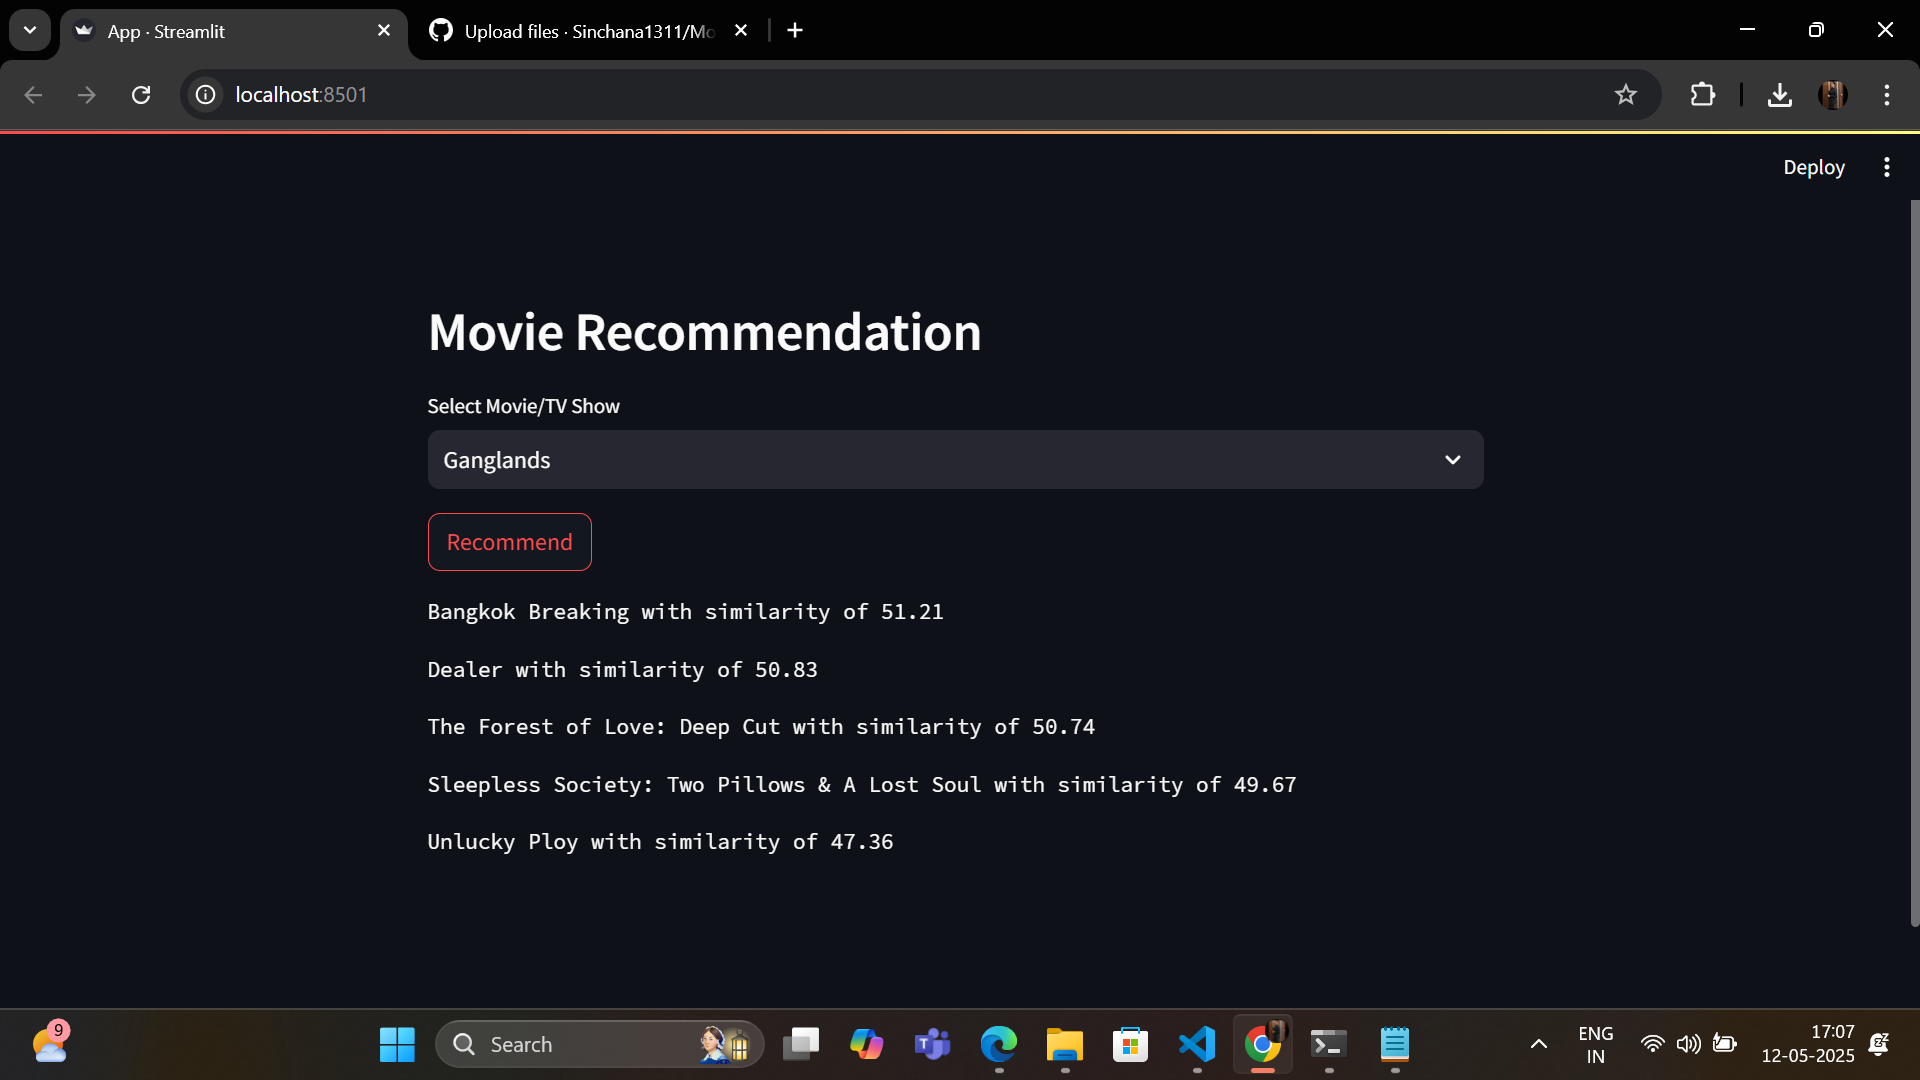 App · Streamlit
Upload files · Sinchana1311/Mo
localhost:8501
Deploy
Movie Recommendation
Select Movie/TV Show
Ganglands
Recommend
Bangkok Breaking with similarity of 51.21
Dealer with similarity of 50.83
The Forest of Love: Deep Cut with similarity of 50.74
Sleepless Society: Two Pillows & A Lost Soul with similarity of 49.67
Unlucky Ploy with similarity of 47.36
9
Search
ENG
IN
17:07
12-05-2025